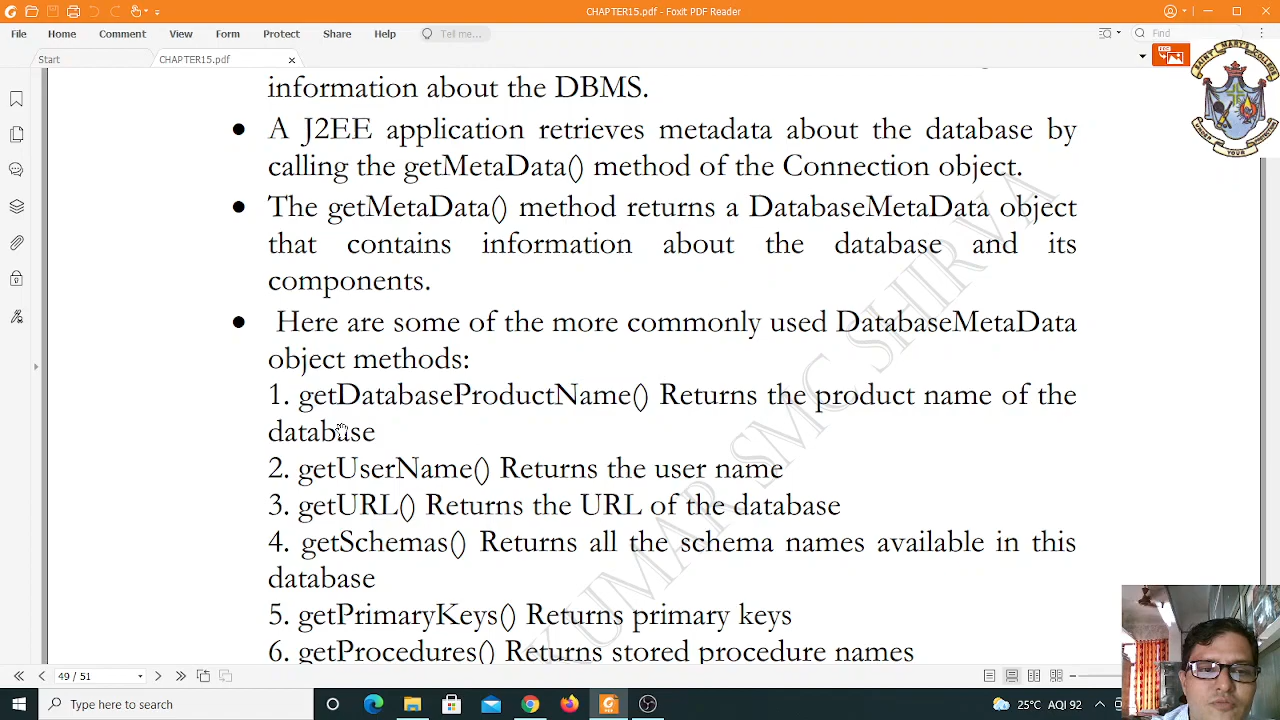 CHAPTER15.pdf - Foxit PDF Reader
File Home Comment View Form Protect Share Help Tell me... Find
Start CHAPTER15.pdf
SAINT MARY'S COLLEGE
information about the DBMS.
● A J2EE application retrieves metadata about the database by
calling the getMetaData() method of the Connection object.
● The getMetaData() method returns a DatabaseMetaData object
that contains information about the database and its
components.
● Here are some of the more commonly used DatabaseMetaData
object methods:
1. getDatabaseProductName() Returns the product name of the
database
2. getUserName() Returns the user name
3. getURL() Returns the URL of the database
4. getSchemas() Returns all the schema names available in this
database
5. getPrimaryKeys() Returns primary keys
6. getProcedures() Returns stored procedure names
KUMAR SMC SHIRVA
49 / 51
Type here to search
25°C AQI 92